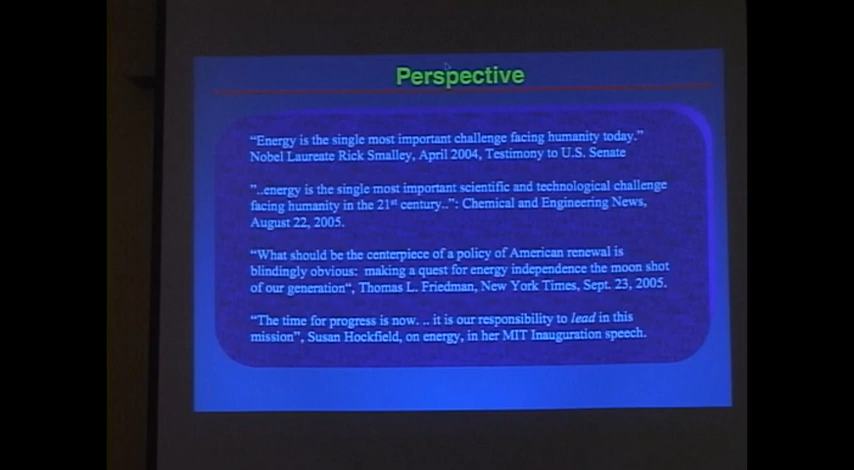 Perspective
“Energy is the single most important challenge facing humanity today.”
Nobel Laureate Rick Smalley, April 2004, Testimony to U.S. Senate
”..energy is the single most important scientific and technological challenge
facing humanity in the 21st century..”: Chemical and Engineering News,
August 22, 2005.
“What should be the centerpiece of a policy of American renewal is
blindingly obvious: making a quest for energy independence the moon shot
of our generation“, Thomas L. Friedman, New York Times, Sept. 23, 2005.
“The time for progress is now. .. it is our responsibility to lead in this
mission”, Susan Hockfield, on energy, in her MIT Inauguration speech.